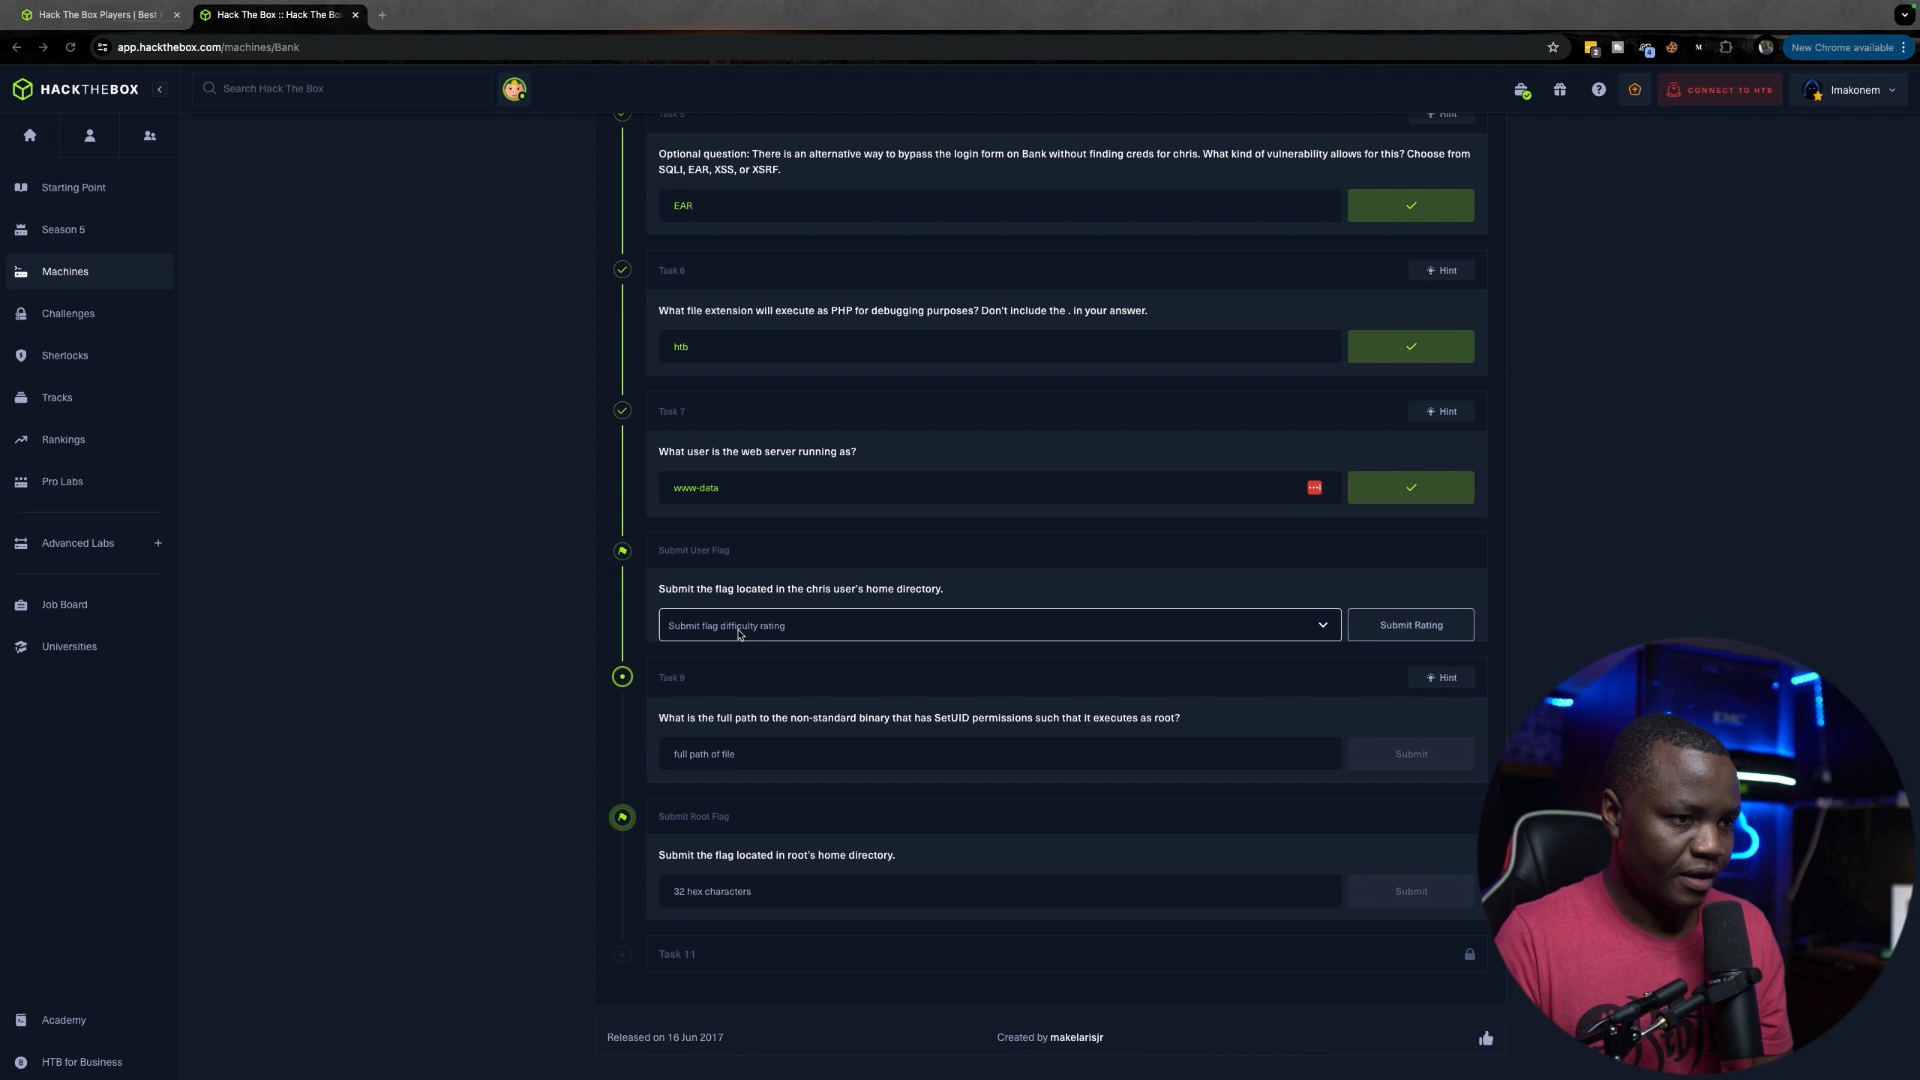 Hack The Box Players | Best
Hack The Box :: Hack The Bo
app.hackthebox.com/machines/Bank
2
4
M
New Chrome available
HACKTHEBOX
Search Hack The Box
CONNECT TO HTB
lmakonem
Starting Point
Season 5
Machines
Challenges
Sherlocks
Tracks
Rankings
Pro Labs
Advanced Labs
Job Board
Universities
Academy
HTB for Business
Task 5
Hint
Optional question: There is an alternative way to bypass the login form on Bank without finding creds for chris. What kind of vulnerability allows for this? Choose from
SQLI, EAR, XSS, or XSRF.
EAR
Task 6
Hint
What file extension will execute as PHP for debugging purposes? Don't include the . in your answer.
htb
Task 7
Hint
What user is the web server running as?
www-data
Submit User Flag
Submit the flag located in the chris user's home directory.
Submit flag difficulty rating
Submit Rating
Task 9
Hint
What is the full path to the non-standard binary that has SetUID permissions such that it executes as root?
full path of file
Submit
Submit Root Flag
Submit the flag located in root's home directory.
32 hex characters
Submit
Task 11
Released on 16 Jun 2017
Created by makelarisjr
EMC